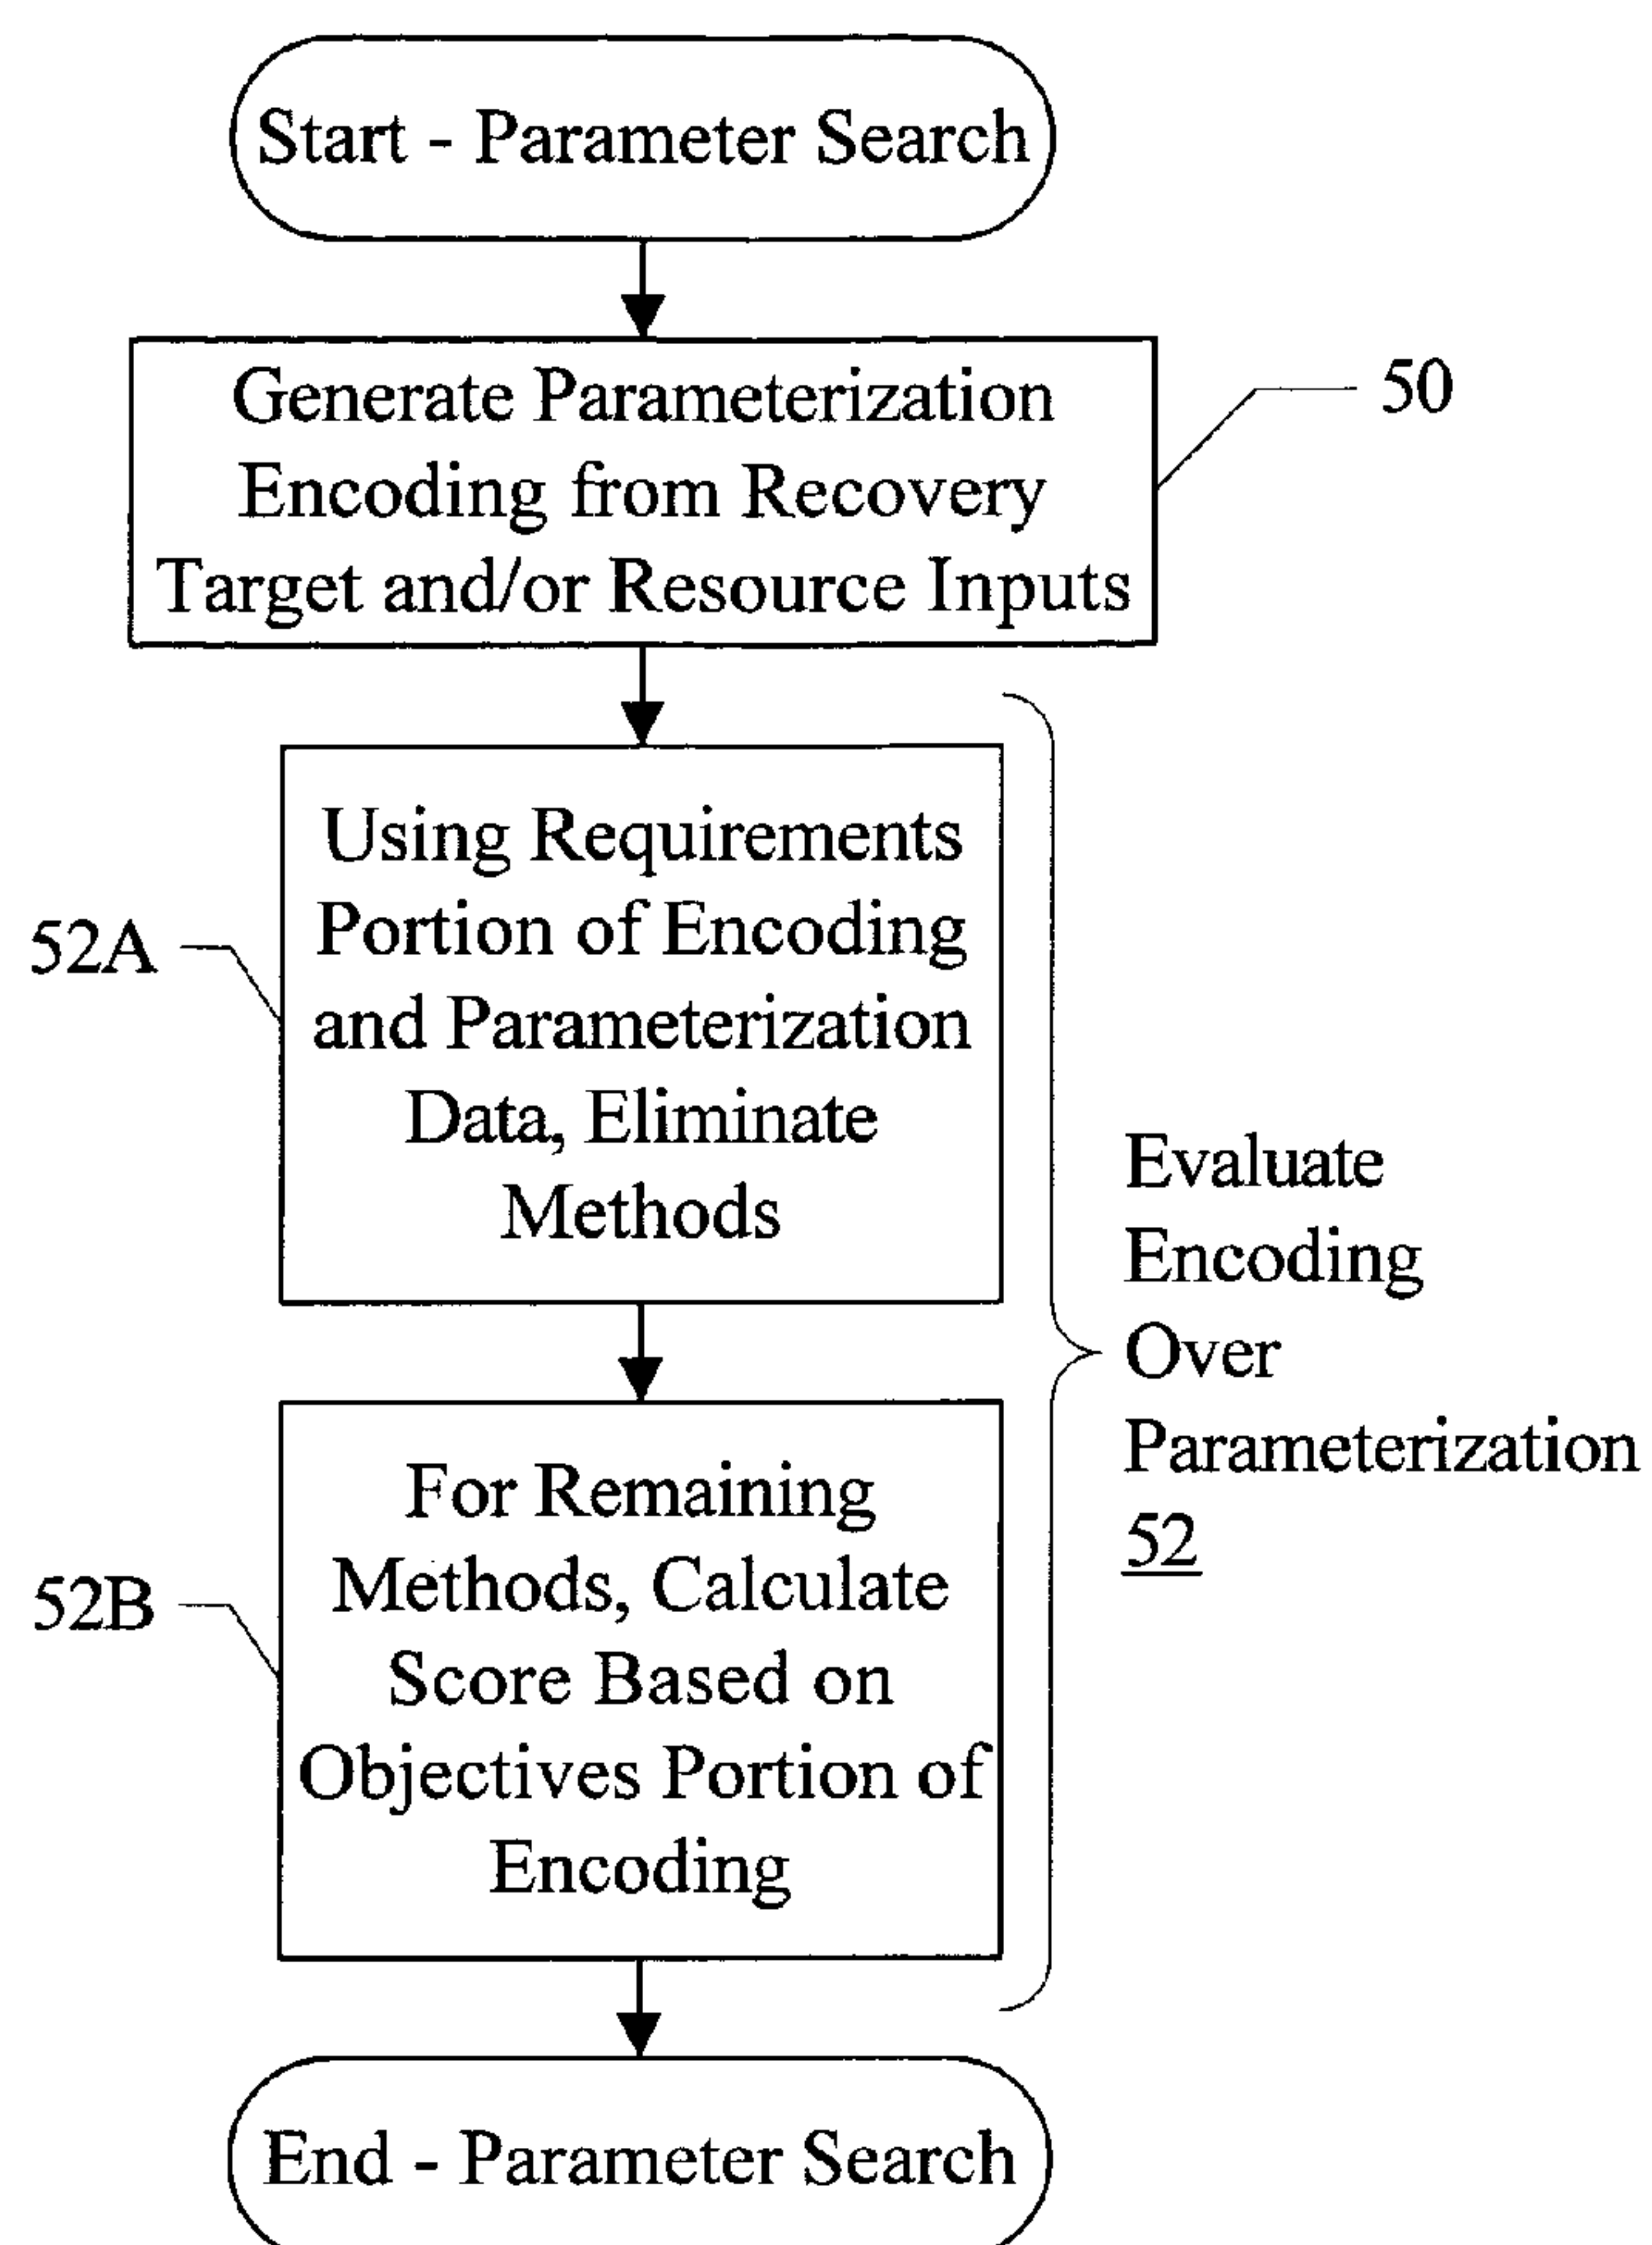 Start - Parameter Search
Generate Parameterization
Encoding from Recovery
Target and/or Resource Inputs
50
Using Requirements
Portion of Encoding
and Parameterization
Data, Eliminate
Methods
52A
For Remaining
Methods, Calculate
Score Based on
Objectives Portion of
Encoding
52B
Evaluate
Encoding
Over
Parameterization
52
End - Parameter Search